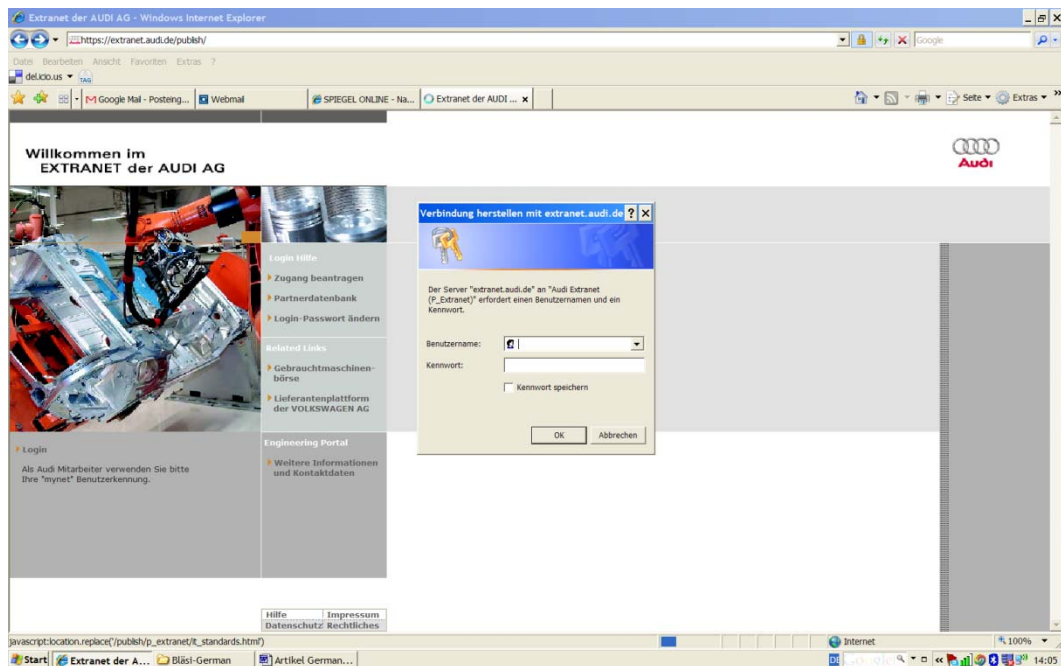 Extranet der AUDI AG - Windows Internet Explorer
https://extranet.audi.de/publish/
Google
Datei Bearbeiten Ansicht Favoriten Extras ?
del.icio.us
TAG
Google Mail - Posteing...
Webmail
SPIEGEL ONLINE - Na...
Extranet der AUDI ...
Seite
Extras
Willkommen im
EXTRANET der AUDI AG
Audi
Login Hilfe
Zugang beantragen
Partnerdatenbank
Login-Passwort ändern
Related Links
Gebrauchtmaschinen-
börse
Lieferantenplattform
der VOLKSWAGEN AG
Login
Als Audi Mitarbeiter verwenden Sie bitte
Ihre "mynet" Benutzerkennung.
Engineering Portal
Weitere Informationen
und Kontaktdaten
Hilfe
Impressum
Datenschutz
Rechtliches
Verbindung herstellen mit extranet.audi.de
Der Server "extranet.audi.de" an "Audi Extranet
(P_Extranet)" erfordert einen Benutzernamen und ein
Kennwort.
Benutzername:
Kennwort:
Kennwort speichern
OK
Abbrechen
javascript:location.replace('/publish/p_extranet/it_standards.html')
Internet
100%
Start
Extranet der A...
Bläsi-German
Artikel German...
DE
14:05